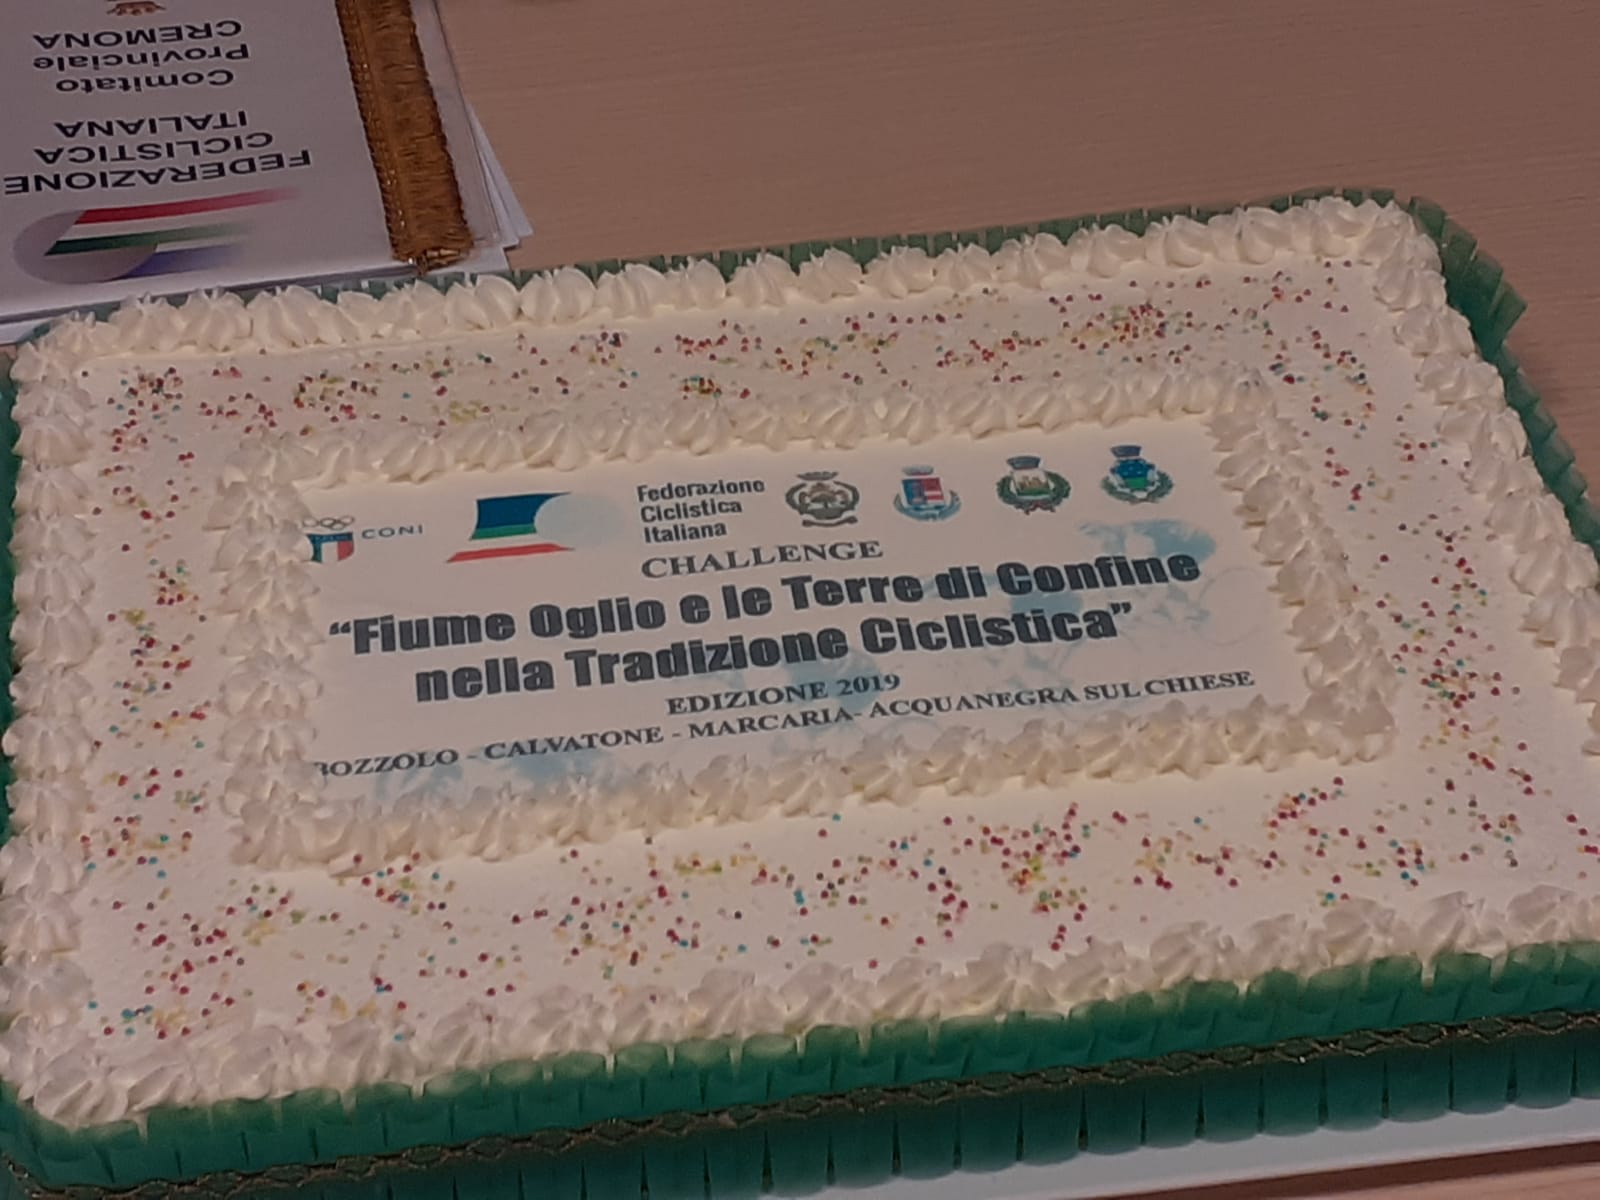 FEDERAZIONE
CICLISTICA
ITALIANA
Comitato
Provinciale
CREMONA
CONI
Federazione
Ciclistica
Italiana
CHALLENGE
“Fiume Oglio e le Terre di Confine
nella Tradizione Ciclistica”
EDIZIONE 2019
BOZZOLO - CALVATONE - MARCARIA- ACQUANEGRA SUL CHIESE